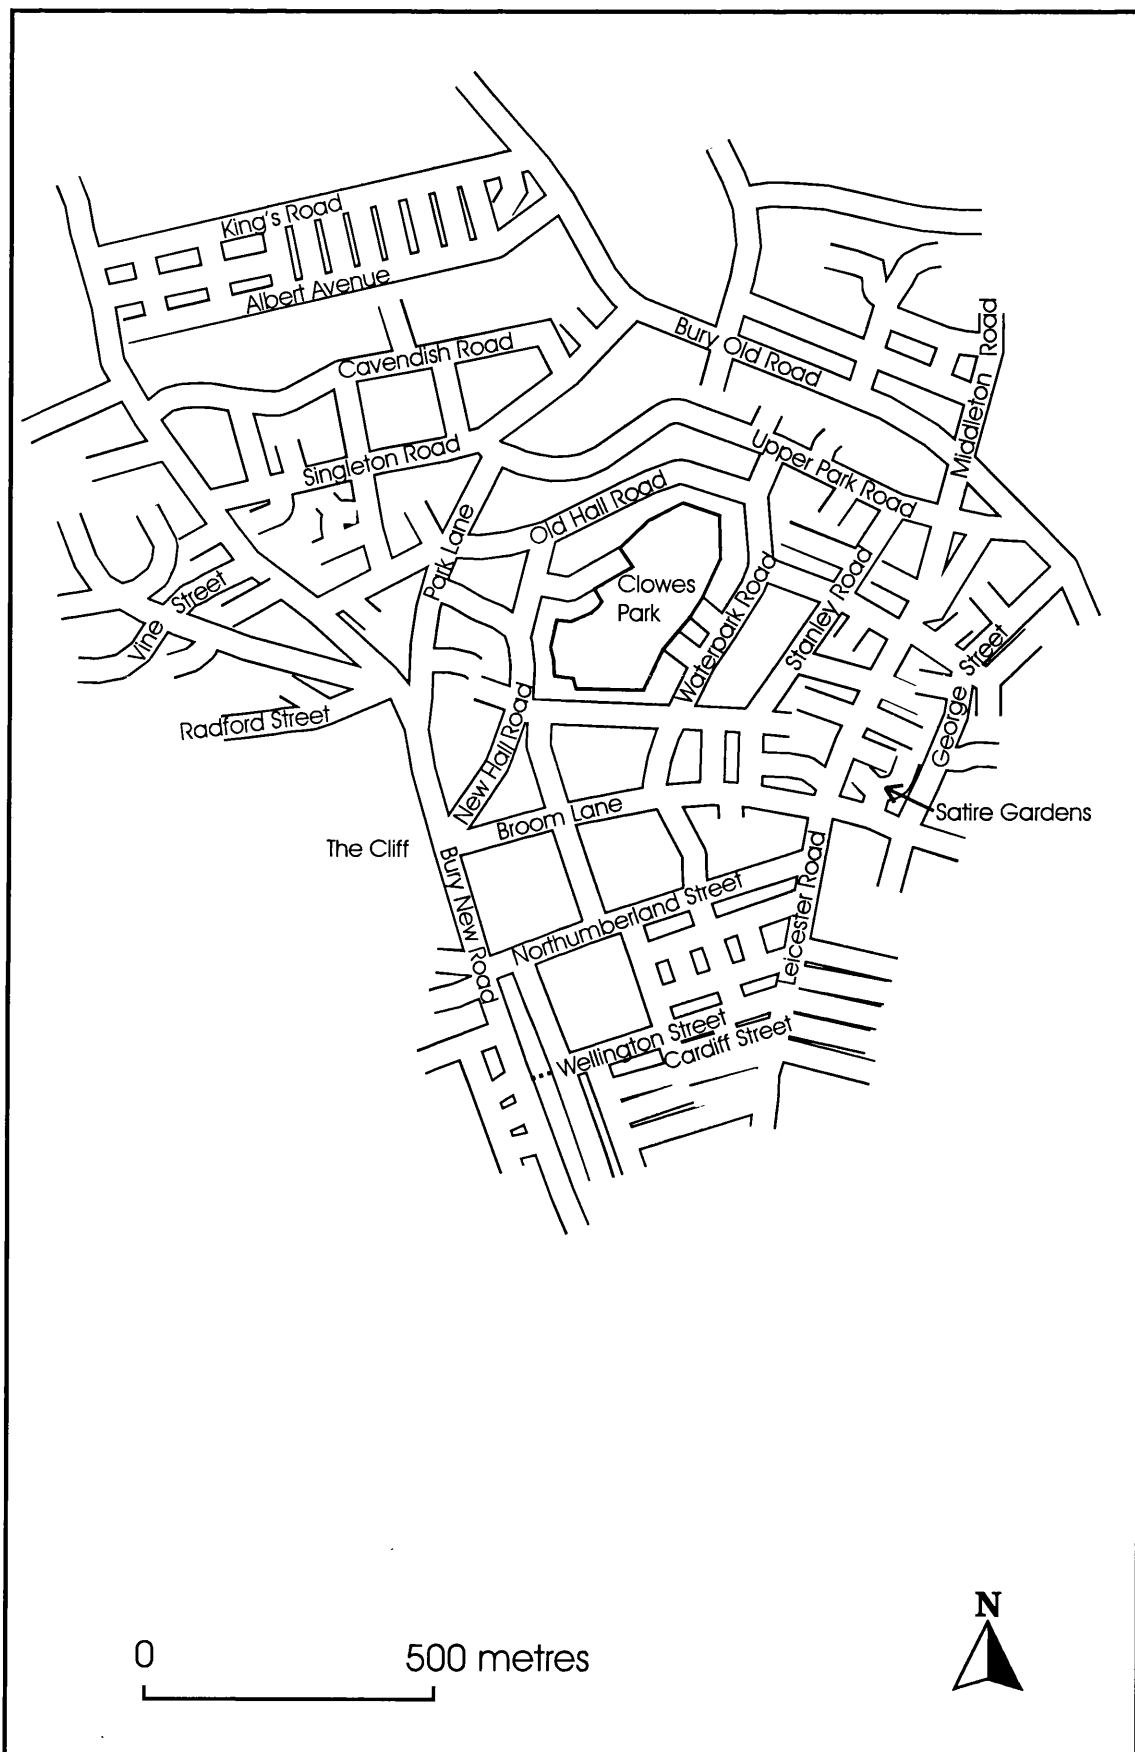 King's Road
Albert Avenue
Cavendish Road
Bury Old Road
Middleton Road
Singleton Road
Upper Park Road
Old Hall Road
Park Lane
Clowes
Park
Waterpark Road
Stanley Road
Vine Street
George Street
Radford Street
New Hall Road
Satire Gardens
Broom Lane
The Cliff
Bury New Road
Leicester Road
Northumberland Street
Wellington Street
Cardiff Street
N
0 500 metres